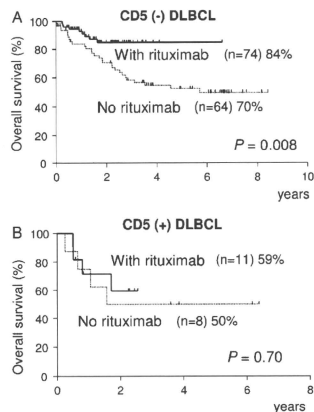 A
CD5 (-) DLBCL
Overall survival (%)
100
80
60
40
20
0
With rituximab (n=74) 84%
No rituximab (n=64) 70%
P = 0.008
0 2 4 6 8 10
years
B
CD5 (+) DLBCL
Overall survival (%)
100
80
60
40
20
0
With rituximab (n=11) 59%
No rituximab (n=8) 50%
P = 0.70
0 2 4 6 8
years